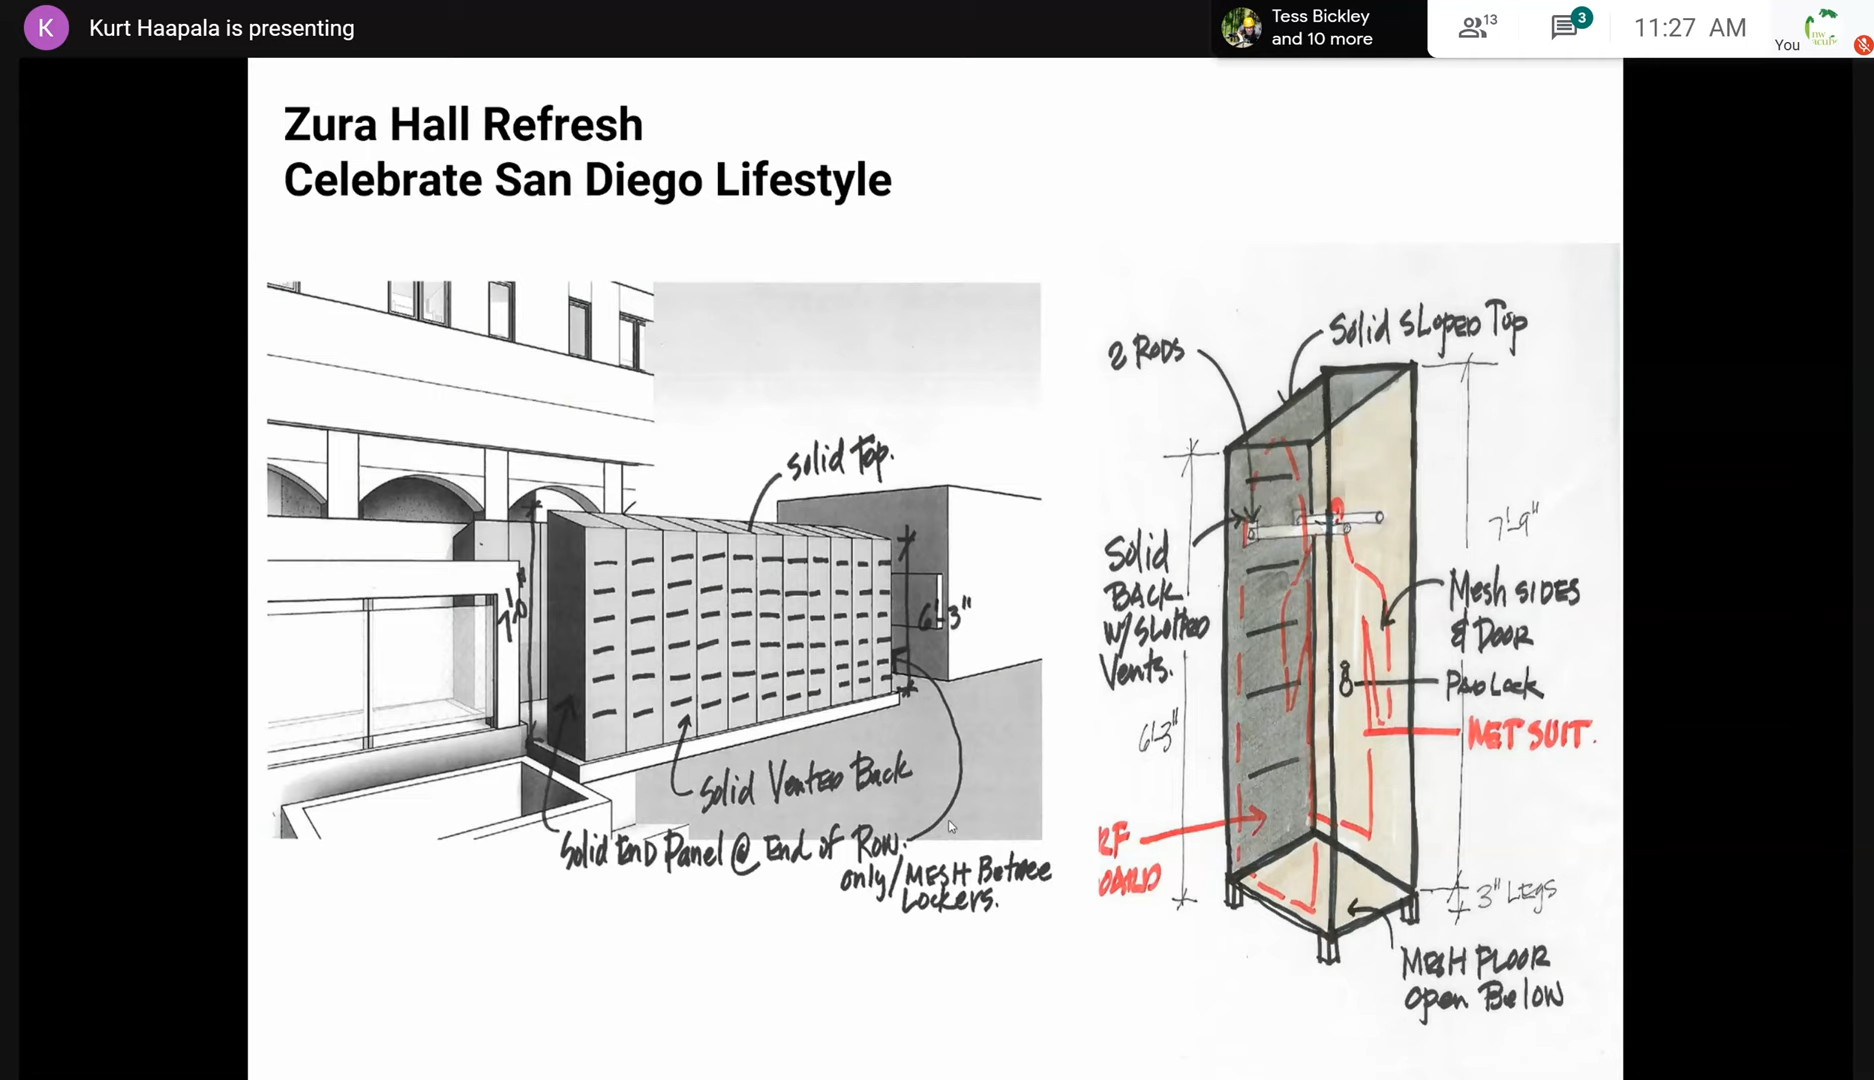 K
Kurt Haapala is presenting
Tess Bickley
and 10 more
13
3
11:27 AM
You
Zura Hall Refresh
Celebrate San Diego Lifestyle
Solid Top.
6'-3"
Solid Vented Back
Solid End Panel @ End of Row.
only/MESH Between
Lockers.
2 RODS
Solid SLOPED Top
7'-9"
Solid
BACK
W/SLOTTED
Vents.
Mesh SIDES
& DOOR
PADLOCK
WET SUIT.
6'-3"
RF
OARD
3" LEGS
MESH FLOOR
Open Below